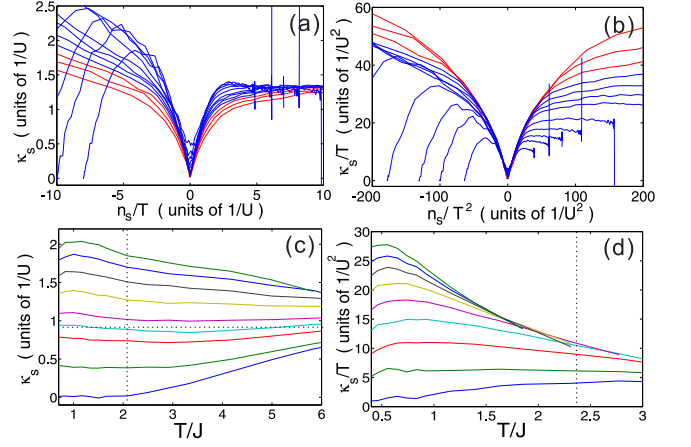 (a)
κs ( units of 1/U)
2.5
2
1.5
1
0.5
0
-10 -5 0 5 10
ns/T ( units of 1/U)
(b)
κs/T ( units of 1/U²)
60
40
20
0
-200 -100 0 100 200
ns/ T² ( units of 1/U²)
(c)
κs ( units of 1/U)
2
1.5
1
0.5
0
1 2 3 4 5 6
T/J
(d)
κs/T ( units of 1/U²)
30
25
20
15
10
5
0
0.5 1 1.5 2 2.5 3
T/J